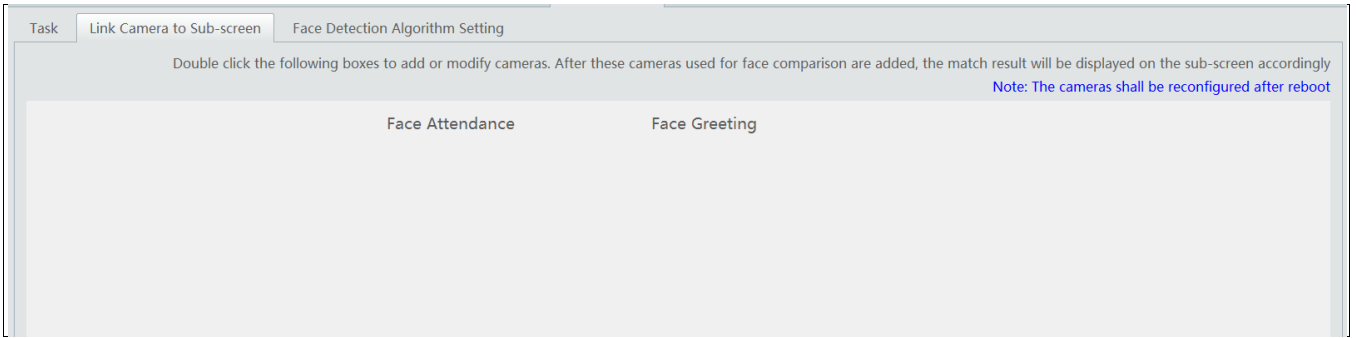 Task Link Camera to Sub-screen Face Detection Algorithm Setting
Double click the following boxes to add or modify cameras. After these cameras used for face comparison are added, the match result will be displayed on the sub-screen accordingly
Note: The cameras shall be reconfigured after reboot
Face Attendance Face Greeting